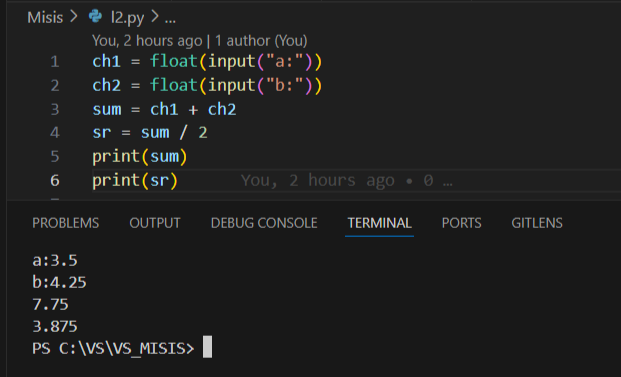 Misis > l2.py > ...
You, 2 hours ago | 1 author (You)
1 ch1 = float(input("a:"))
2 ch2 = float(input("b:"))
3 sum = ch1 + ch2
4 sr = sum / 2
5 print(sum)
6 print(sr) You, 2 hours ago • 0 ...
PROBLEMS OUTPUT DEBUG CONSOLE TERMINAL PORTS GITLENS
a:3.5
b:4.25
7.75
3.875
PS C:\VS\VS_MISIS>